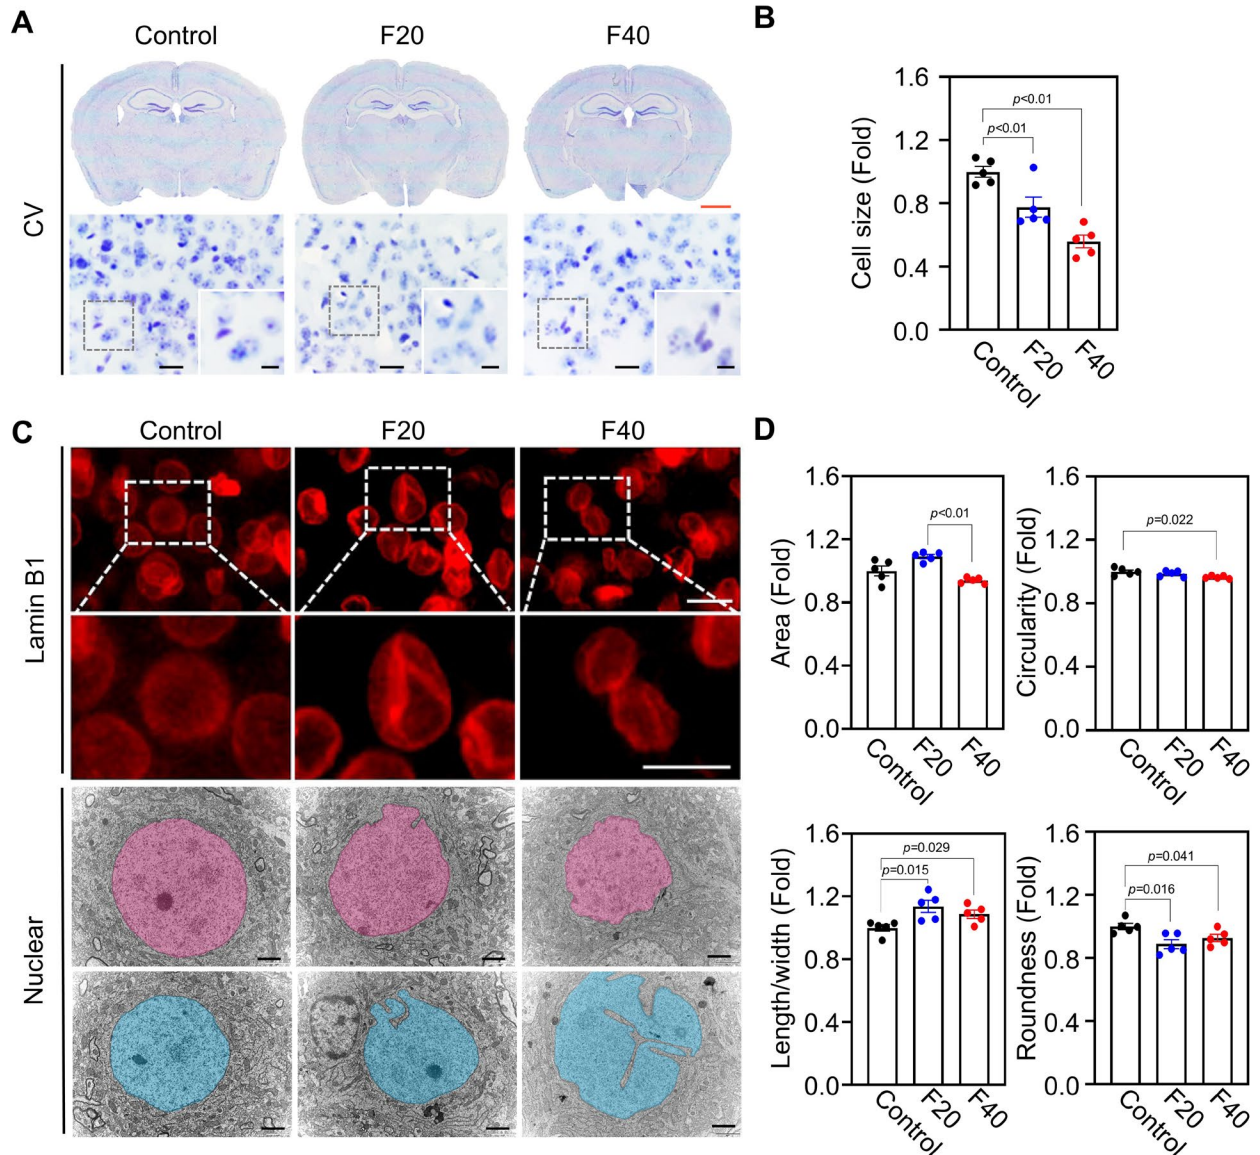 A
Control
F20
F40
CV
B
Cell size (Fold)
1.6
1.2
0.8
0.4
0.0
p<0.01
p<0.01
Control
F20
F40
C
Control
F20
F40
Lamin B1
Nuclear
D
Area (Fold)
1.6
1.2
0.8
0.4
0.0
p<0.01
Control
F20
F40
Circularity (Fold)
1.6
1.2
0.8
0.4
0.0
p=0.022
Control
F20
F40
Length/width (Fold)
1.6
1.2
0.8
0.4
0.0
p=0.029
p=0.015
Control
F20
F40
Roundness (Fold)
1.6
1.2
0.8
0.4
0.0
p=0.041
p=0.016
Control
F20
F40